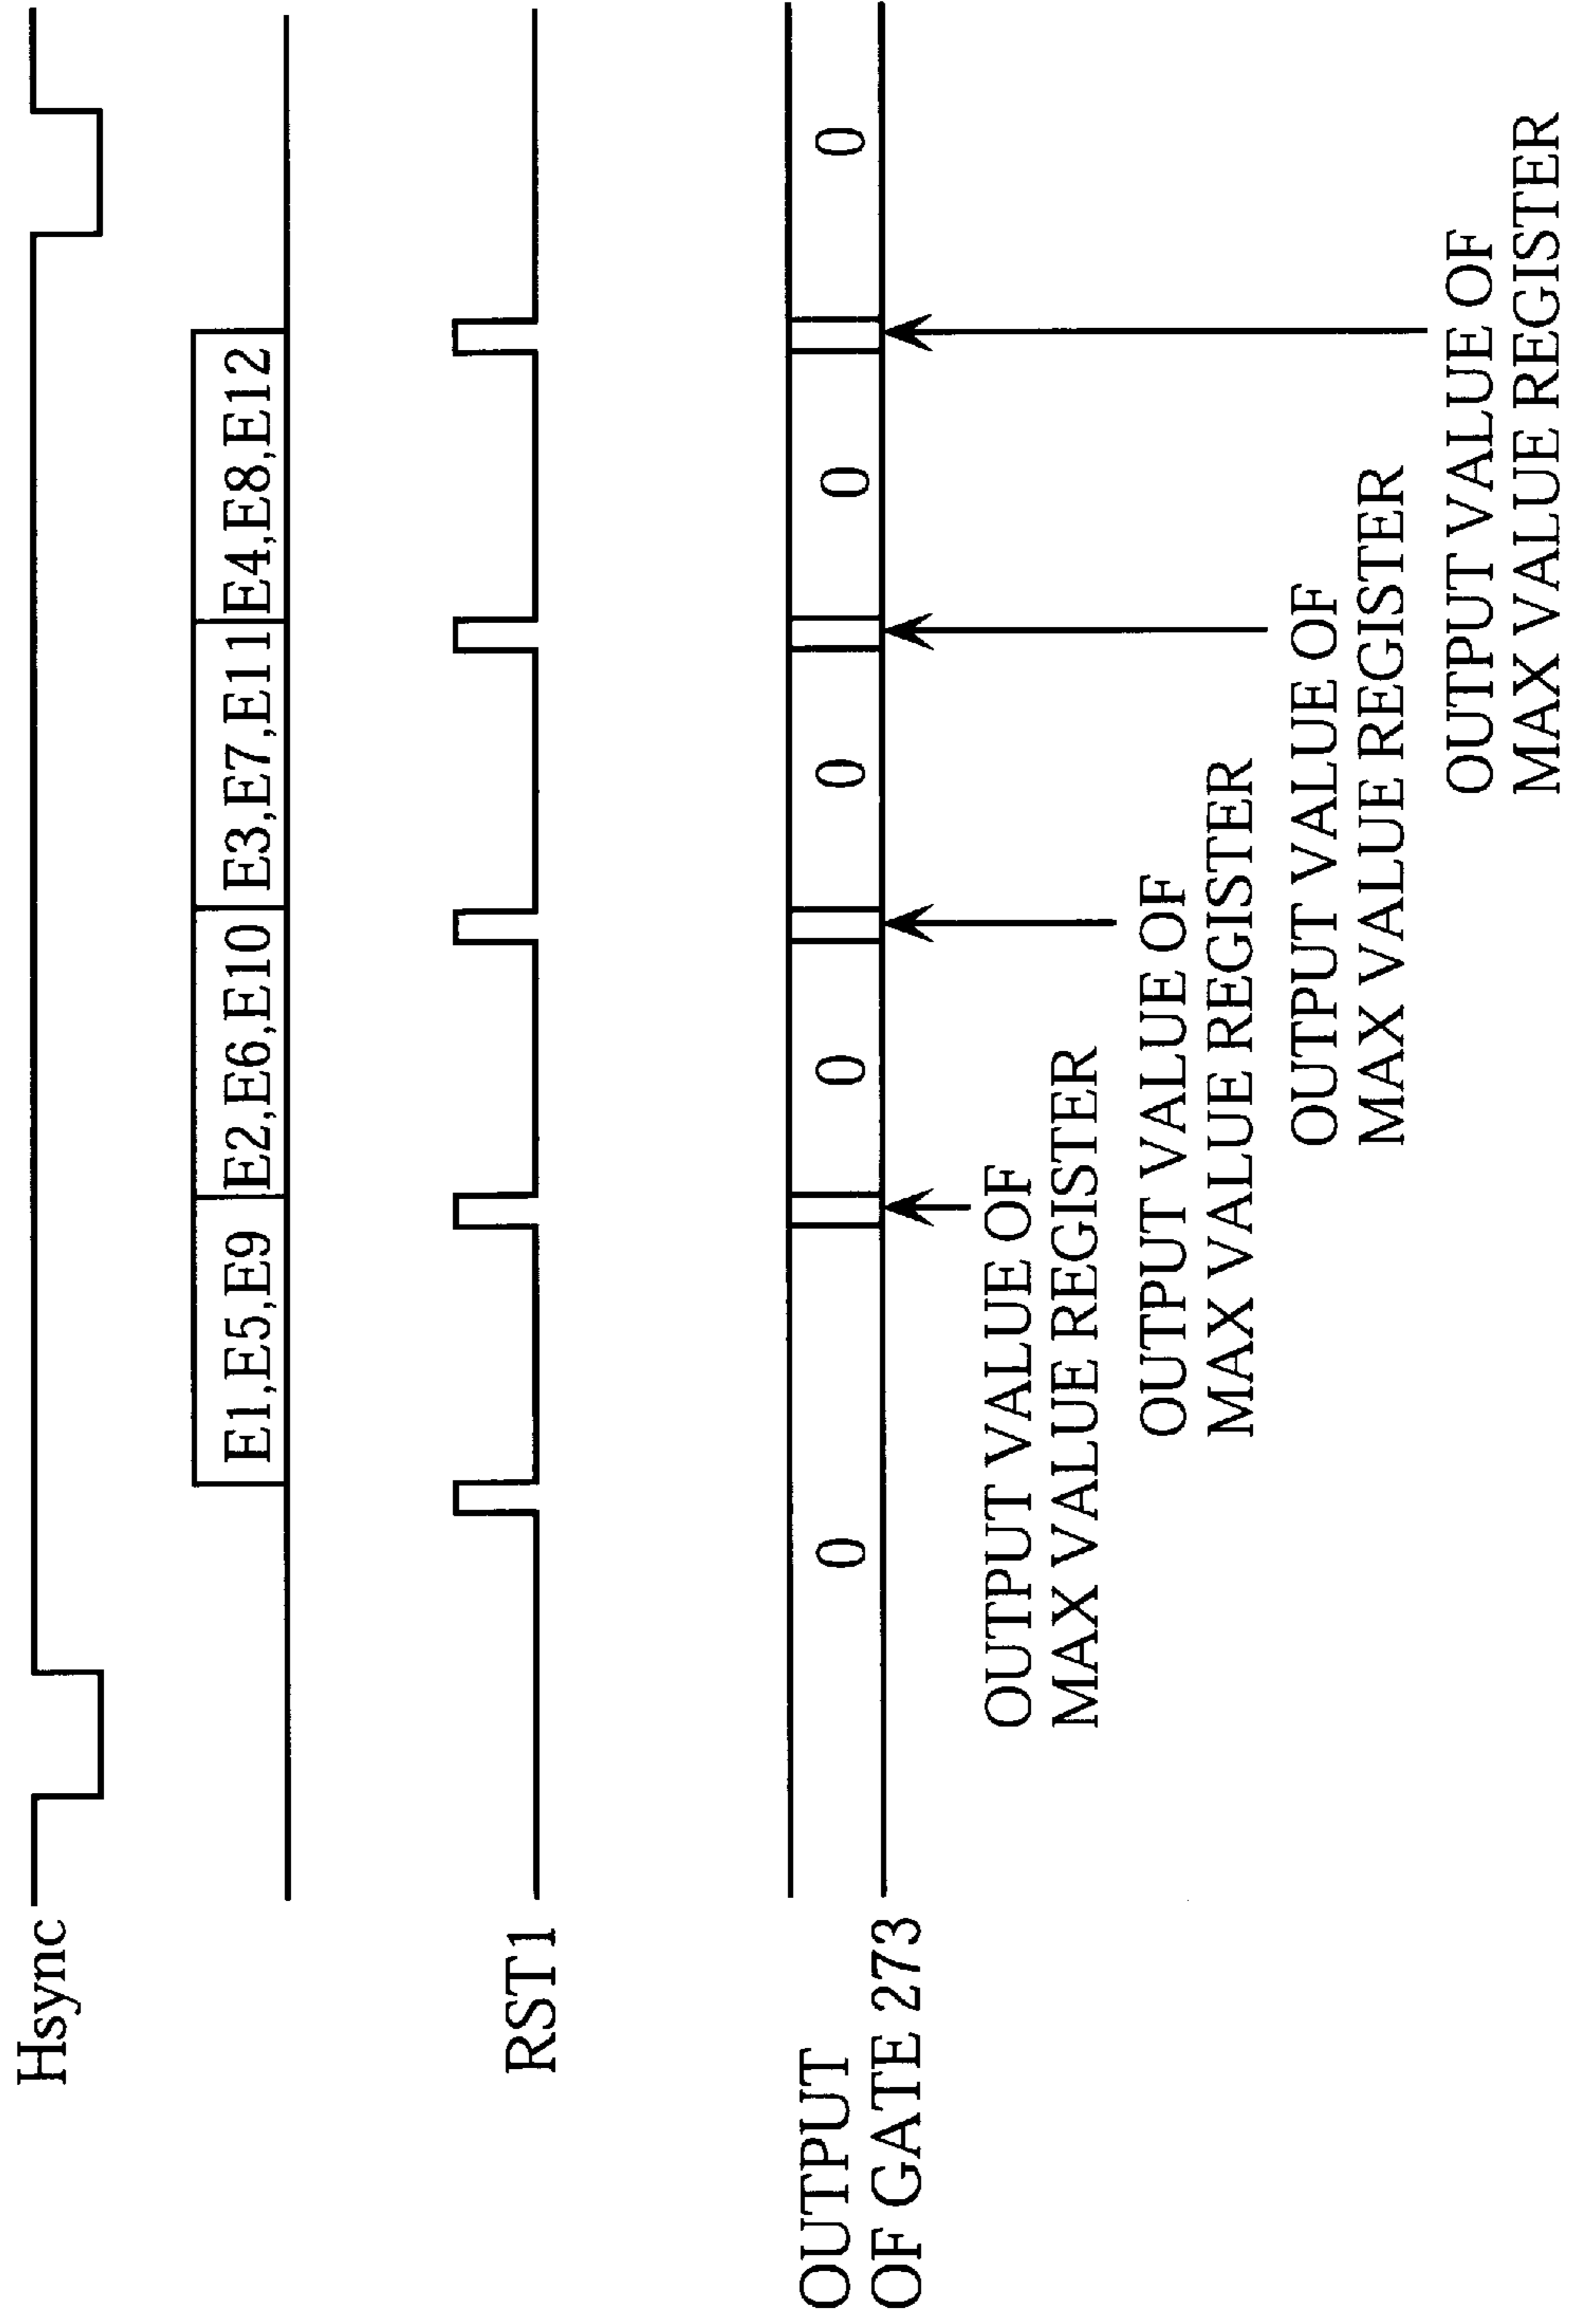 Hsync
E1,E5,E9
E2,E6,E10
E3,E7,E11
E4,E8,E12
RST1
OUTPUT
OF GATE 273
0
0
0
0
0
OUTPUT VALUE OF
MAX VALUE REGISTER
OUTPUT VALUE OF
MAX VALUE REGISTER
OUTPUT VALUE OF
MAX VALUE REGISTER
OUTPUT VALUE OF
MAX VALUE REGISTER